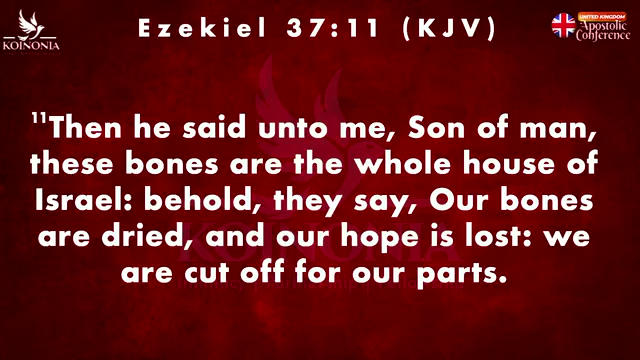 KOINONIA
Ezekiel 37:11 (KJV)
UNITED KINGDOM
Apostolic
Conference
11Then he said unto me, Son of man,
these bones are the whole house of
Israel: behold, they say, Our bones
are dried, and our hope is lost: we
are cut off for our parts.
KOINONIA